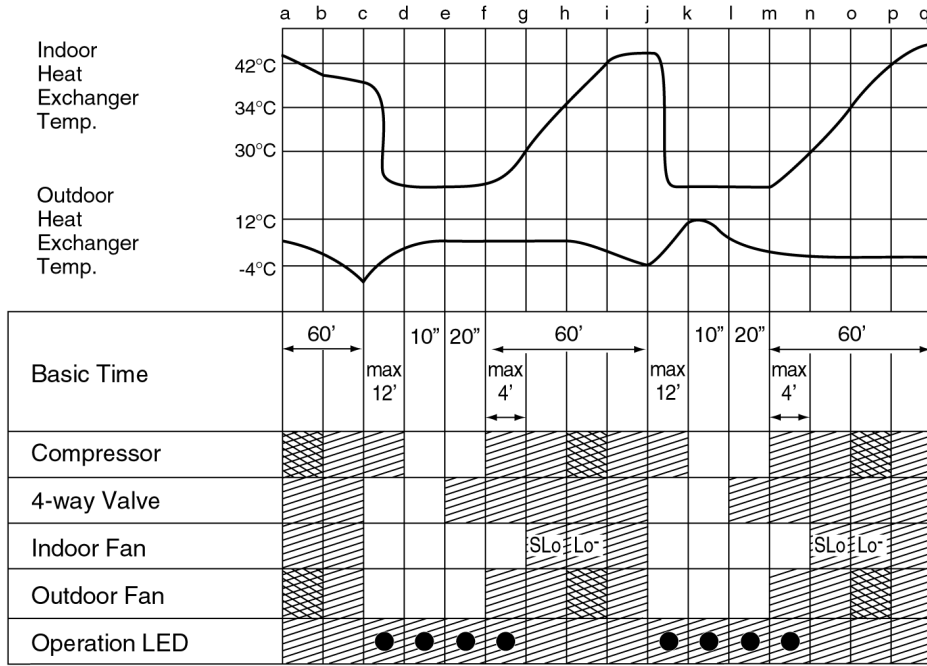 a b c d e f g h i j k l m n o p q
Indoor
Heat
Exchanger
Temp.
42°C
34°C
30°C
Outdoor
Heat
Exchanger
Temp.
12°C
-4°C
Basic Time
60’ 10” 20” 60’ 10” 20” 60’
max
12’
max
4’
max
12’
max
4’
Compressor
4-way Valve
Indoor Fan SLo Lo- SLo Lo-
Outdoor Fan
Operation LED